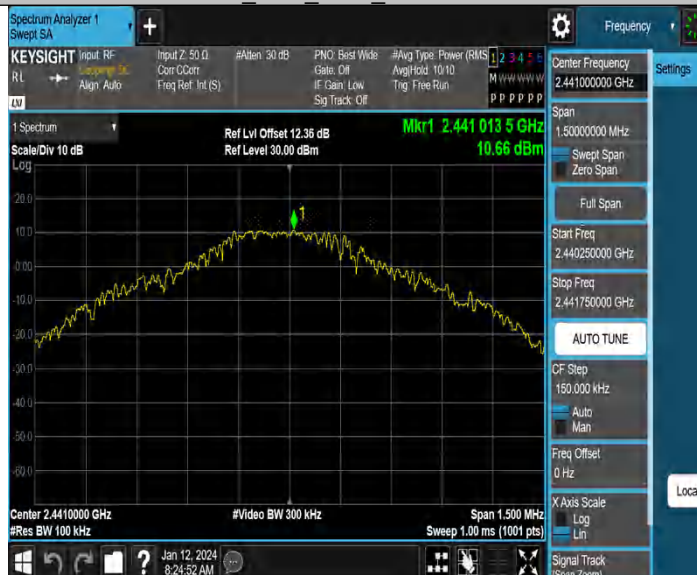 Spectrum Analyzer 1
Swept SA
+
Frequency
KEYSIGHT
RL
Input: RF
Coupling: DC
Align: Auto
Input Z: 50 Ω
Corr CCorr
Freq Ref: Int (S)
#Atten: 30 dB
PNO: Best Wide
Gate: Off
IF Gain: Low
Sig Track: Off
#Avg Type: Power (RMS
Avg|Hold: 10/10
Trig: Free Run
1 2 3 4 5 6
M W W W W W
P P P P P P
LXI
1 Spectrum
Scale/Div 10 dB
Log
Ref Lvl Offset 12.36 dB
Ref Level 30.00 dBm
Mkr1 2.441 013 5 GHz
10.66 dBm
20.0
10.0
0.00
-10.0
-20.0
-30.0
-40.0
-50.0
-60.0
1
Center 2.4410000 GHz
#Res BW 100 kHz
#Video BW 300 kHz
Span 1.500 MHz
Sweep 1.00 ms (1001 pts)
?
Jan 12, 2024
8:24:52 AM
Center Frequency
2.441000000 GHz
Span
1.50000000 MHz
Swept Span
Zero Span
Full Span
Start Freq
2.440250000 GHz
Stop Freq
2.441750000 GHz
AUTO TUNE
CF Step
150.000 kHz
Auto
Man
Freq Offset
0 Hz
X Axis Scale
Log
Lin
Signal Track
(Span Zoom)
Settings
Loca